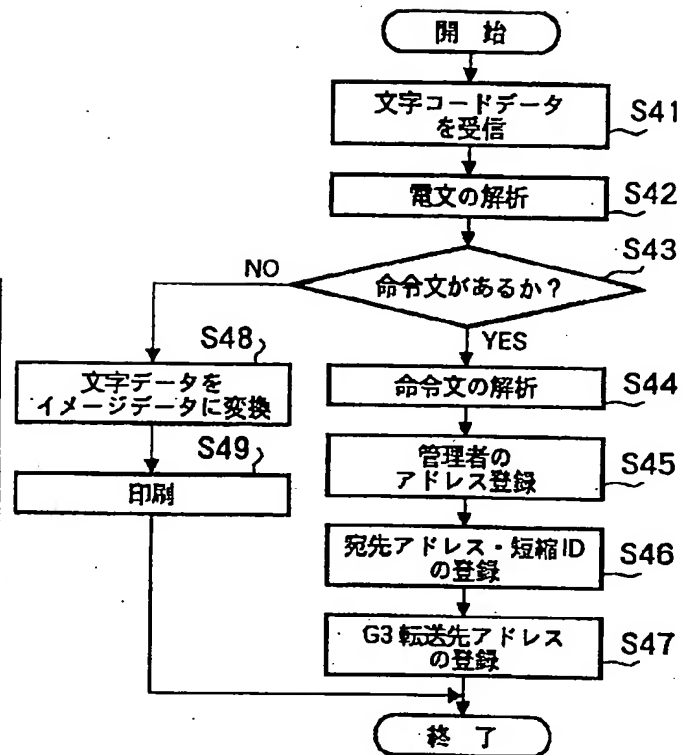 開 始
文字コードデータ
を受信
S41
電文の解析
S42
命令文があるか?
S43
NO
YES
文字データを
イメージデータに変換
S48
印刷
S49
命令文の解析
S44
管理者の
アドレス登録
S45
宛先アドレス・短縮ID
の登録
S46
G3転送先アドレス
の登録
S47
終 了